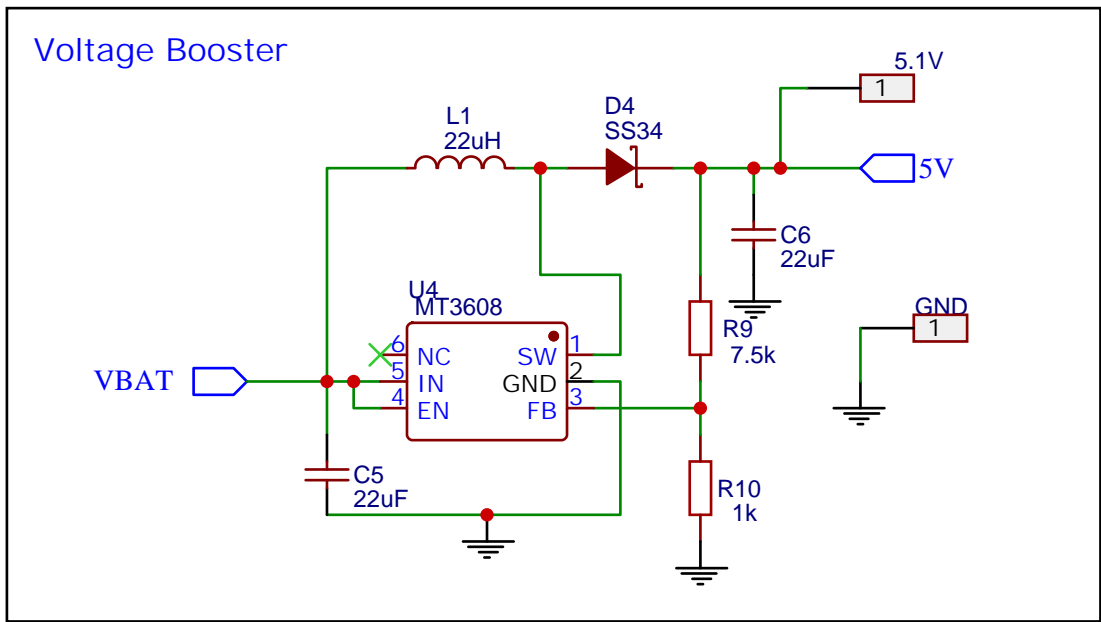 Voltage Booster
5.1V
1
L1
22uH
D4
SS34
5V
C6
22uF
U4
MT3608
GND
1
R9
7.5k
6 NC SW 1
VBAT
5 IN GND 2
4 EN FB 3
C5
22uF
R10
1k